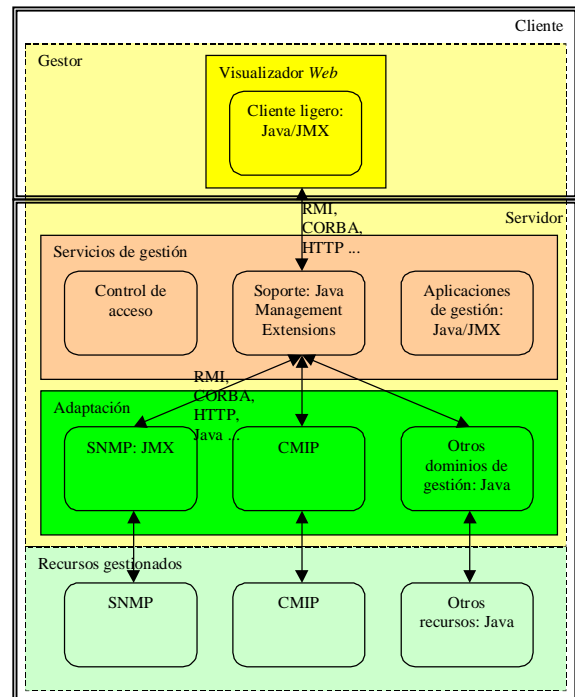 Cliente
Gestor
Visualizador Web
Cliente ligero:
Java/JMX
RMI,
CORBA,
HTTP ...
Servidor
Servicios de gestión
Control de
acceso
Soporte: Java
Management
Extensions
Aplicaciones
de gestión:
Java/JMX
RMI,
CORBA,
HTTP,
Java ...
Adaptación
SNMP: JMX
CMIP
Otros
dominios de
gestión: Java
Recursos gestionados
SNMP
CMIP
Otros
recursos: Java